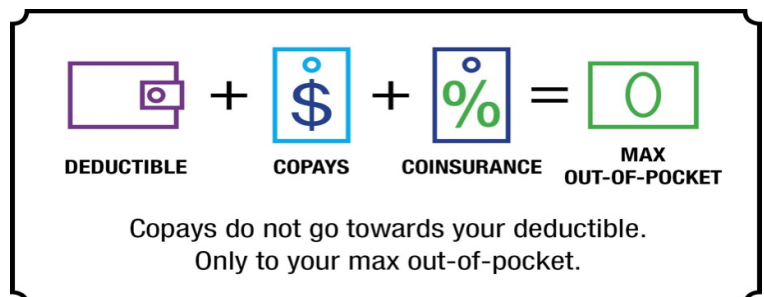 + $ + % =
DEDUCTIBLE COPAYS COINSURANCE MAX
OUT-OF-POCKET
Copays do not go towards your deductible.
Only to your max out-of-pocket.